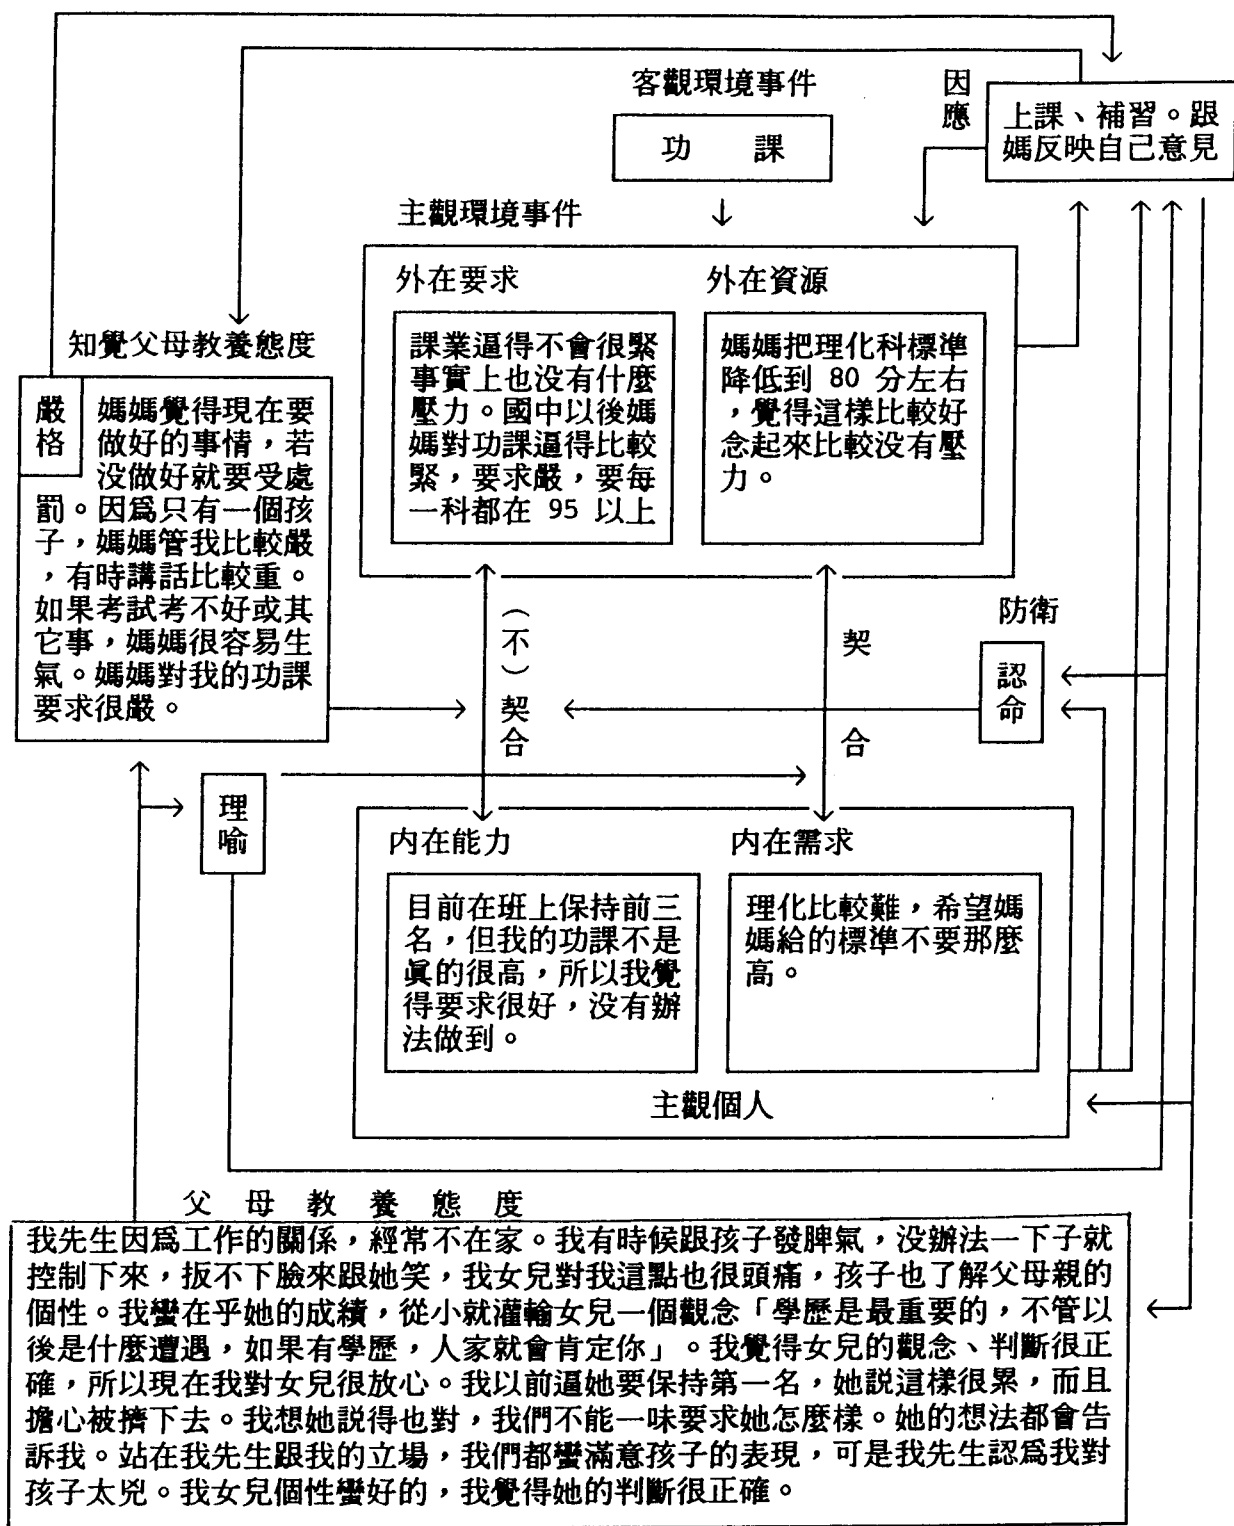 客觀環境事件
功　課
因應
上課、補習。跟
媽反映自己意見
主觀環境事件
外在要求
課業逼得不會很緊
事實上也没有什麼
壓力。國中以後媽
媽對功課逼得比較
緊，要求嚴，要每
一科都在 95 以上
外在資源
媽媽把理化科標準
降低到 80 分左右
，覺得這樣比較好
念起來比較没有壓
力。
知覺父母教養態度
嚴格
媽媽覺得現在要
做好的事情，若
没做好就要受處
罰。因爲只有一個孩
子，媽媽管我比較嚴
，有時講話比較重。
如果考試考不好或其
它事，媽媽很容易生
氣。媽媽對我的功課
要求很嚴。
（不）契合
契合
防衛
認命
理喻
内在能力
目前在班上保持前三
名，但我的功課不是
眞的很高，所以我覺
得要求很好，没有辦
法做到。
内在需求
理化比較難，希望媽
媽給的標準不要那麼
高。
主觀個人
父母教養態度
我先生因爲工作的關係，經常不在家。我有時候跟孩子發脾氣，没辦法一下子就
控制下來，扳不下臉來跟她笑，我女兒對我這點也很頭痛，孩子也了解父母親的
個性。我蠻在乎她的成績，從小就灌輸女兒一個觀念「學歷是最重要的，不管以
後是什麼遭遇，如果有學歷，人家就會肯定你」。我覺得女兒的觀念、判斷很正
確，所以現在我對女兒很放心。我以前逼她要保持第一名，她説這樣很累，而且
擔心被擠下去。我想她説得也對，我們不能一味要求她怎麼樣。她的想法都會告
訴我。站在我先生跟我的立場，我們都蠻滿意孩子的表現，可是我先生認爲我對
孩子太兇。我女兒個性蠻好的，我覺得她的判斷很正確。